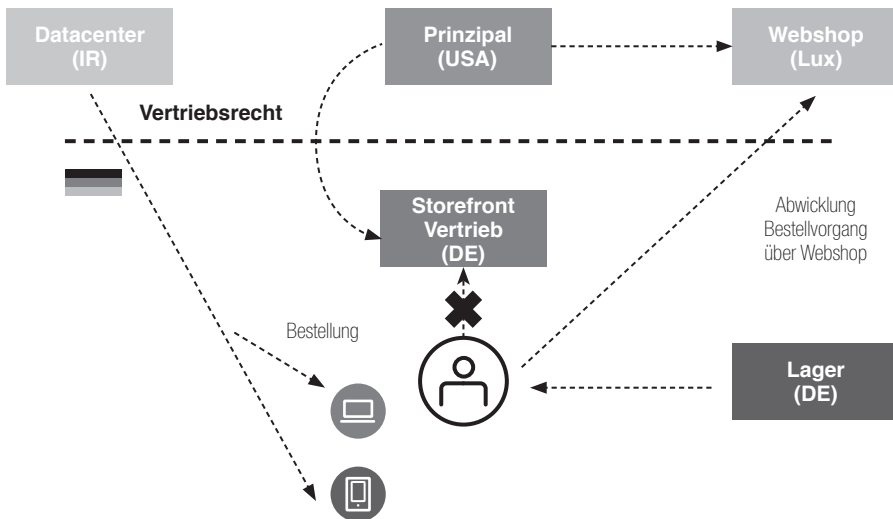 Datacenter
(IR)
Prinzipal
(USA)
Webshop
(Lux)
Vertriebsrecht
Storefront
Vertrieb
(DE)
Abwicklung
Bestellvorgang
über Webshop
Bestellung
Lager
(DE)